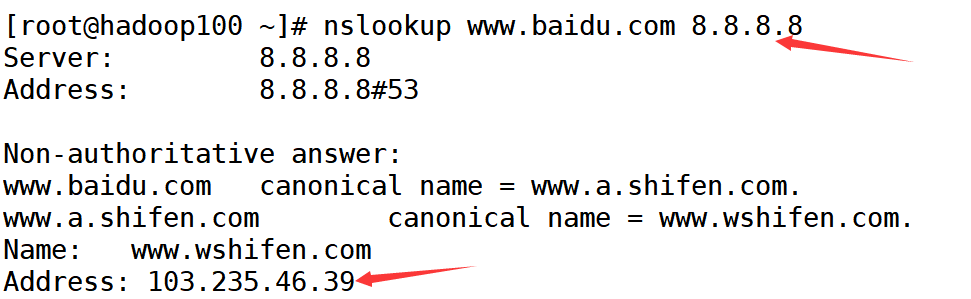 [root@hadoop100 ~]# nslookup www.baidu.com 8.8.8.8
Server:         8.8.8.8
Address:        8.8.8.8#53

Non-authoritative answer:
www.baidu.com   canonical name = www.a.shifen.com.
www.a.shifen.com        canonical name = www.wshifen.com.
Name:   www.wshifen.com
Address: 103.235.46.39